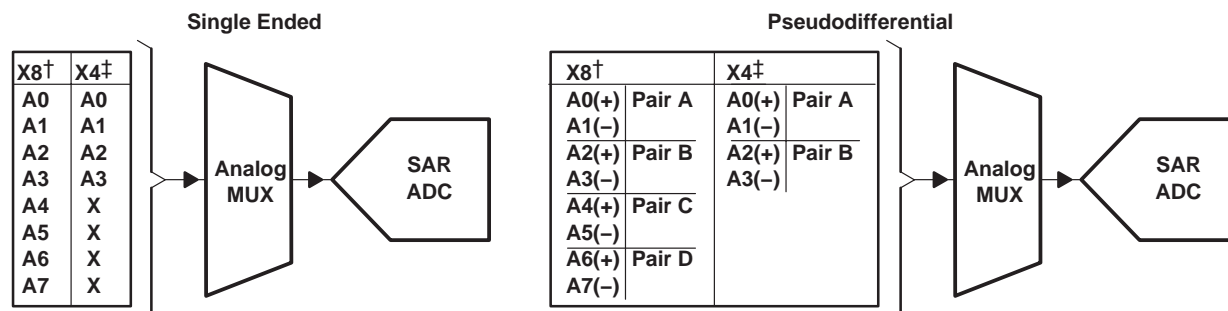 Single Ended
X8† X4‡
A0 A0
A1 A1
A2 A2
A3 A3
A4 X
A5 X
A6 X
A7 X
Analog
MUX
SAR
ADC
Pseudodifferential
X8† X4‡
A0(+) Pair A A0(+) Pair A
A1(–) A1(–)
A2(+) Pair B A2(+) Pair B
A3(–) A3(–)
A4(+) Pair C
A5(–)
A6(+) Pair D
A7(–)
Analog
MUX
SAR
ADC